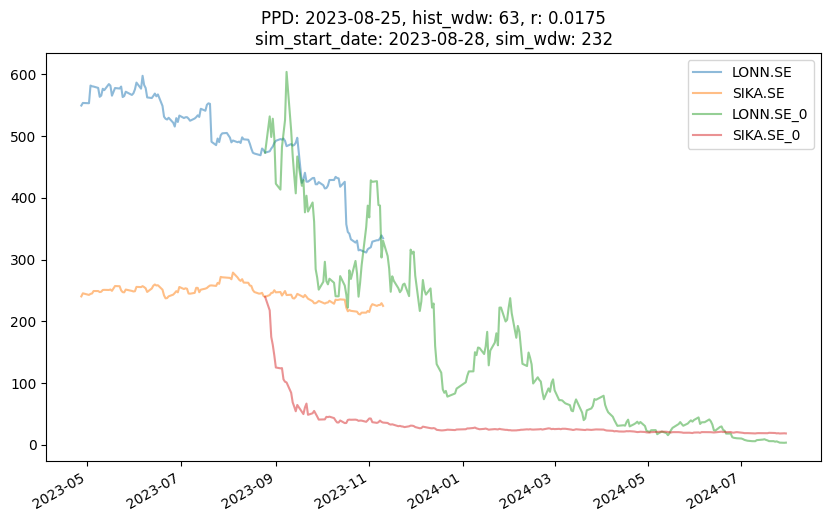 PPD: 2023-08-25, hist_wdw: 63, r: 0.0175
sim_start_date: 2023-08-28, sim_wdw: 232
LONN.SE
SIKA.SE
LONN.SE_0
SIKA.SE_0
600
500
400
300
200
100
0
2023-05
2023-07
2023-09
2023-11
2024-01
2024-03
2024-05
2024-07